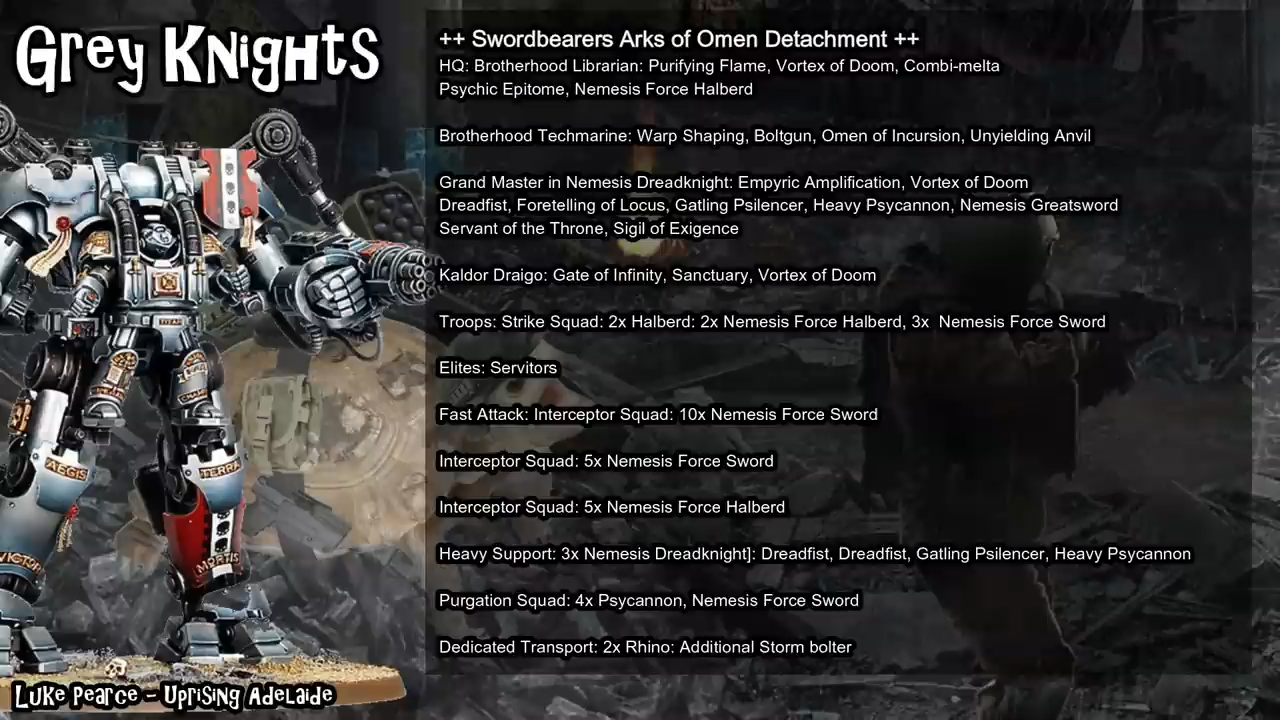 Grey Knights
++ Swordbearers Arks of Omen Detachment ++
HQ: Brotherhood Librarian: Purifying Flame, Vortex of Doom, Combi-melta
Psychic Epitome, Nemesis Force Halberd
Brotherhood Techmarine: Warp Shaping, Boltgun, Omen of Incursion, Unyielding Anvil
Grand Master in Nemesis Dreadknight: Empyric Amplification, Vortex of Doom
Dreadfist, Foretelling of Locus, Gatling Psilencer, Heavy Psycannon, Nemesis Greatsword
Servant of the Throne, Sigil of Exigence
Kaldor Draigo: Gate of Infinity, Sanctuary, Vortex of Doom
Troops: Strike Squad: 2x Halberd: 2x Nemesis Force Halberd, 3x  Nemesis Force Sword
Elites: Servitors
Fast Attack: Interceptor Squad: 10x Nemesis Force Sword
Interceptor Squad: 5x Nemesis Force Sword
Interceptor Squad: 5x Nemesis Force Halberd
Heavy Support: 3x Nemesis Dreadknight]: Dreadfist, Dreadfist, Gatling Psilencer, Heavy Psycannon
Purgation Squad: 4x Psycannon, Nemesis Force Sword
Dedicated Transport: 2x Rhino: Additional Storm bolter
TITAN
AEGIS
TERRA
VICTOR
MORTIS
Luke Pearce - Uprising Adelaide